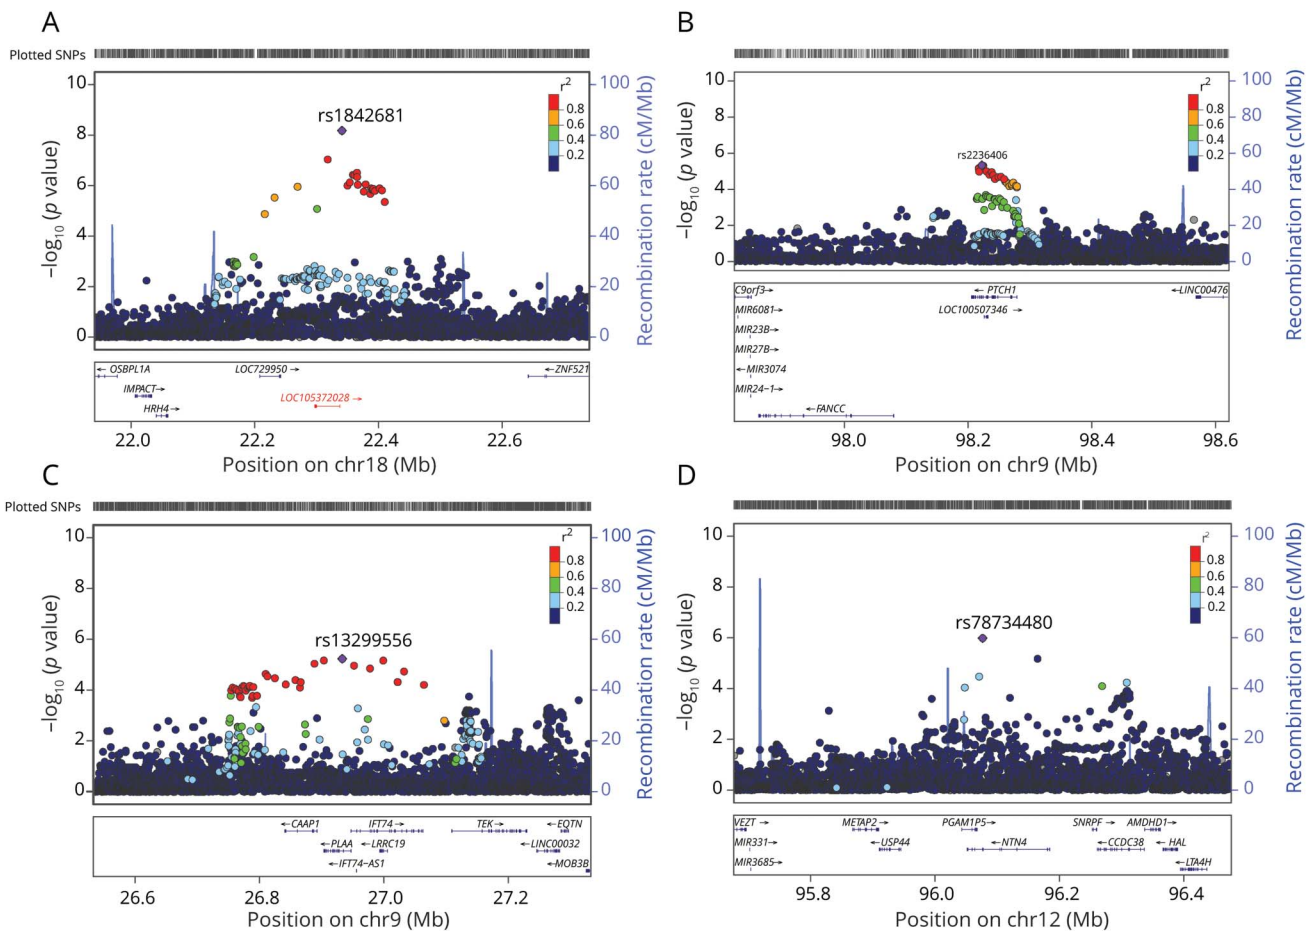 A
Plotted SNPs
10
8
6
4
2
0
−log10 (p value)
rs1842681
r2
0.8
0.6
0.4
0.2
100
80
60
40
20
0
Recombination rate (cM/Mb)
← OSBPL1A
LOC729950 →
← ZNF521
IMPACT→
LOC105372028 →
HRH4 →
22.0 22.2 22.4 22.6
Position on chr18 (Mb)
B
10
8
6
4
2
0
−log10 (p value)
rs2236406
r2
0.8
0.6
0.4
0.2
100
80
60
40
20
0
Recombination rate (cM/Mb)
C9orf3→
← PTCH1
←LINC00476
MIR6081→
LOC100507346 →
MIR23B→
MIR27B→
←MIR3074
MIR24−1→
←FANCC
98.0 98.2 98.4 98.6
Position on chr9 (Mb)
C
Plotted SNPs
10
8
6
4
2
0
−log10 (p value)
rs13299556
r2
0.8
0.6
0.4
0.2
100
80
60
40
20
0
Recombination rate (cM/Mb)
←CAAP1
IFT74→
TEK→
←EQTN
←PLAA
←LRRC19
←LINC00032
←IFT74−AS1
←MOB3B
26.6 26.8 27.0 27.2
Position on chr9 (Mb)
D
10
8
6
4
2
0
−log10 (p value)
rs78734480
r2
0.8
0.6
0.4
0.2
100
80
60
40
20
0
Recombination rate (cM/Mb)
VEZT →
METAP2 →
PGAM1P5→
SNRPF →
AMDHD1→
MIR331→
←USP44
← NTN4
←CCDC38
← HAL
MIR3685→
←LTA4H
95.8 96.0 96.2 96.4
Position on chr12 (Mb)